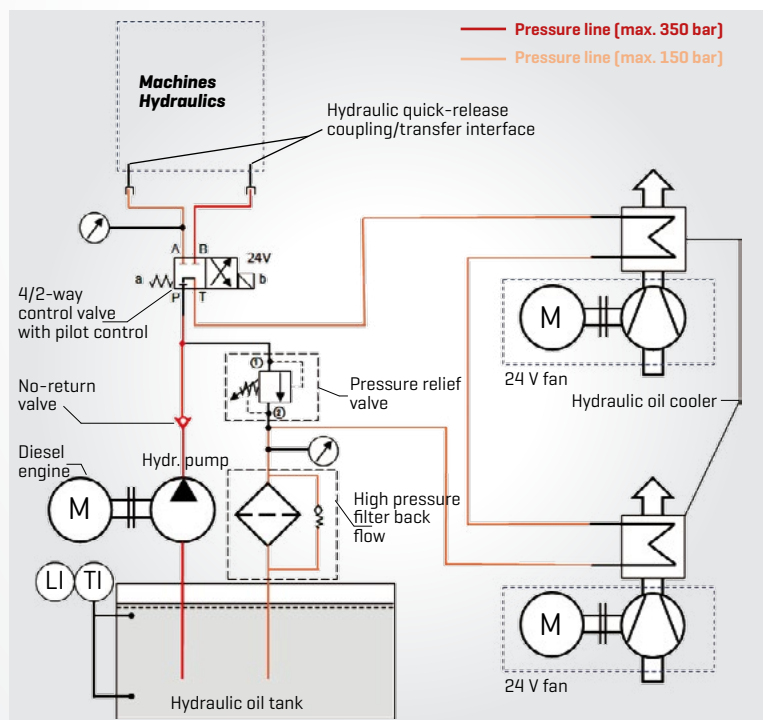 Pressure line (max. 350 bar)
Pressure line (max. 150 bar)
Machines
Hydraulics
Hydraulic quick-release
coupling/transfer interface
A B
24V
a
b
P T
4/2-way
control valve
with pilot control
M
24 V fan
1
Pressure relief
valve
2
Hydraulic oil cooler
No-return
valve
Diesel
engine
Hydr. pump
M
High pressure
filter back
flow
LI TI
M
24 V fan
Hydraulic oil tank